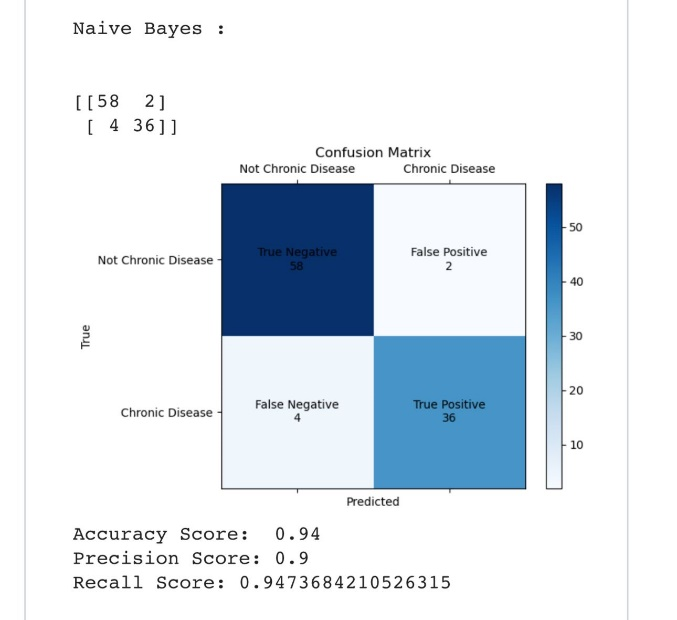 Naive Bayes :
[[58  2]
 [ 4 36]]
Confusion Matrix
Not Chronic Disease Chronic Disease
Not Chronic Disease
True Negative
58
False Positive
2
True
Chronic Disease
False Negative
4
True Positive
36
50
40
30
20
10
Predicted
Accuracy Score:  0.94
Precision Score: 0.9
Recall Score: 0.9473684210526315